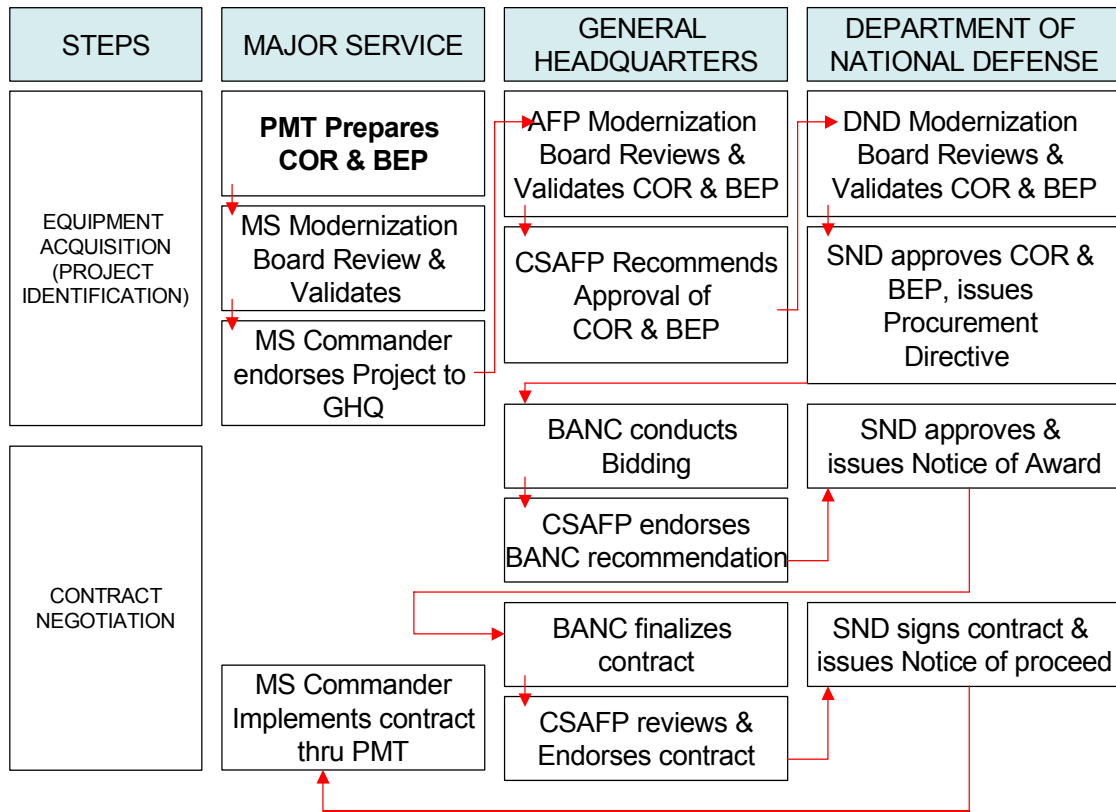 STEPS
MAJOR SERVICE
GENERAL
HEADQUARTERS
DEPARTMENT OF
NATIONAL DEFENSE
EQUIPMENT
ACQUISITION
(PROJECT
IDENTIFICATION)
PMT Prepares
COR & BEP
MS Modernization
Board Review &
Validates
MS Commander
endorses Project to
GHQ
AFP Modernization
Board Reviews &
Validates COR & BEP
CSAFP Recommends
Approval of
COR & BEP
DND Modernization
Board Reviews &
Validates COR & BEP
SND approves COR &
BEP, issues
Procurement
Directive
CONTRACT
NEGOTIATION
BANC conducts
Bidding
CSAFP endorses
BANC recommendation
SND approves &
issues Notice of Award
BANC finalizes
contract
CSAFP reviews &
Endorses contract
SND signs contract &
issues Notice of proceed
MS Commander
Implements contract
thru PMT